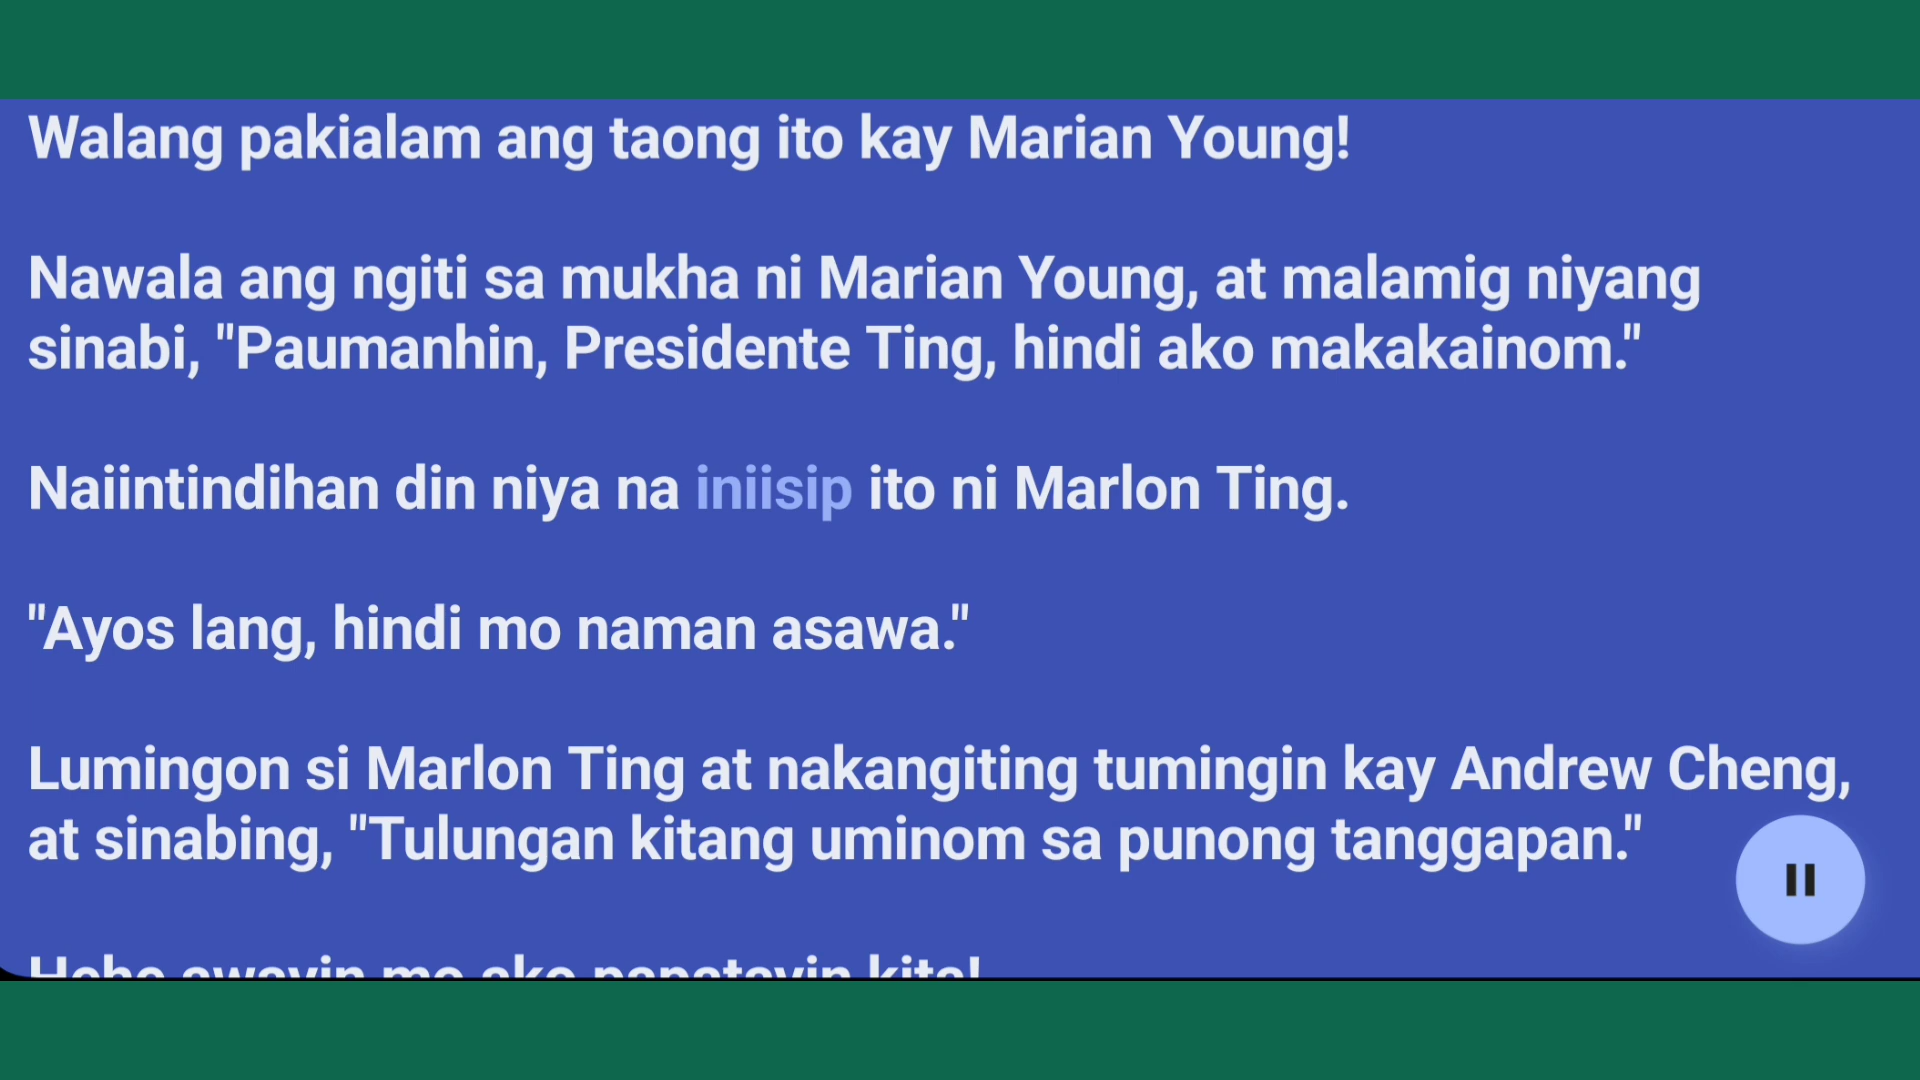 Walang pakialam ang taong ito kay Marian Young!
Nawala ang ngiti sa mukha ni Marian Young, at malamig niyang
sinabi, "Paumanhin, Presidente Ting, hindi ako makakainom."
Naiintindihan din niya na iniisip ito ni Marlon Ting.
"Ayos lang, hindi mo naman asawa."
Lumingon si Marlon Ting at nakangiting tumingin kay Andrew Cheng,
at sinabing, "Tulungan kitang uminom sa punong tanggapan."
mo ako kita!